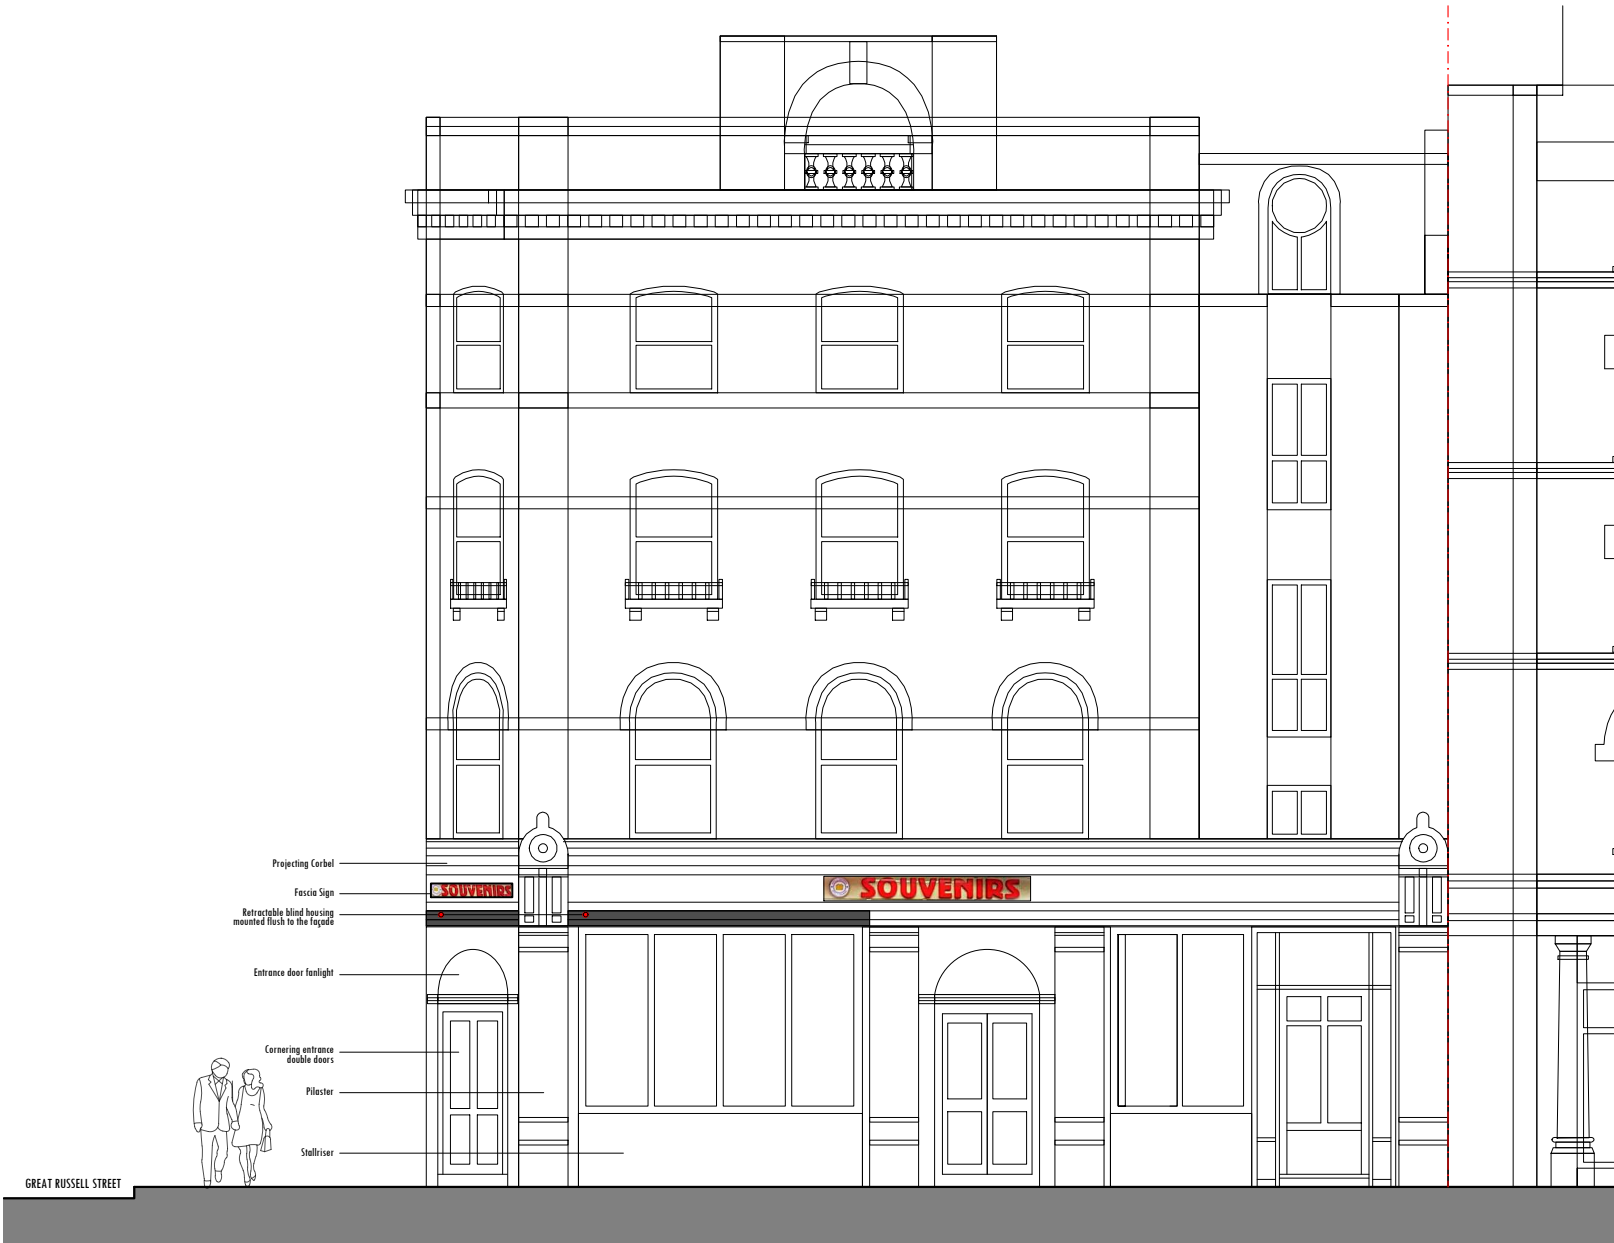 SOUVENIRS
SOUVENIRS
Projecting Corbel
Fascia Sign
Retractable blind housing
mounted flush to the façade
Entrance door fanlight
Cornering entrance
double doors
Pilaster
Stallriser
GREAT RUSSELL STREET